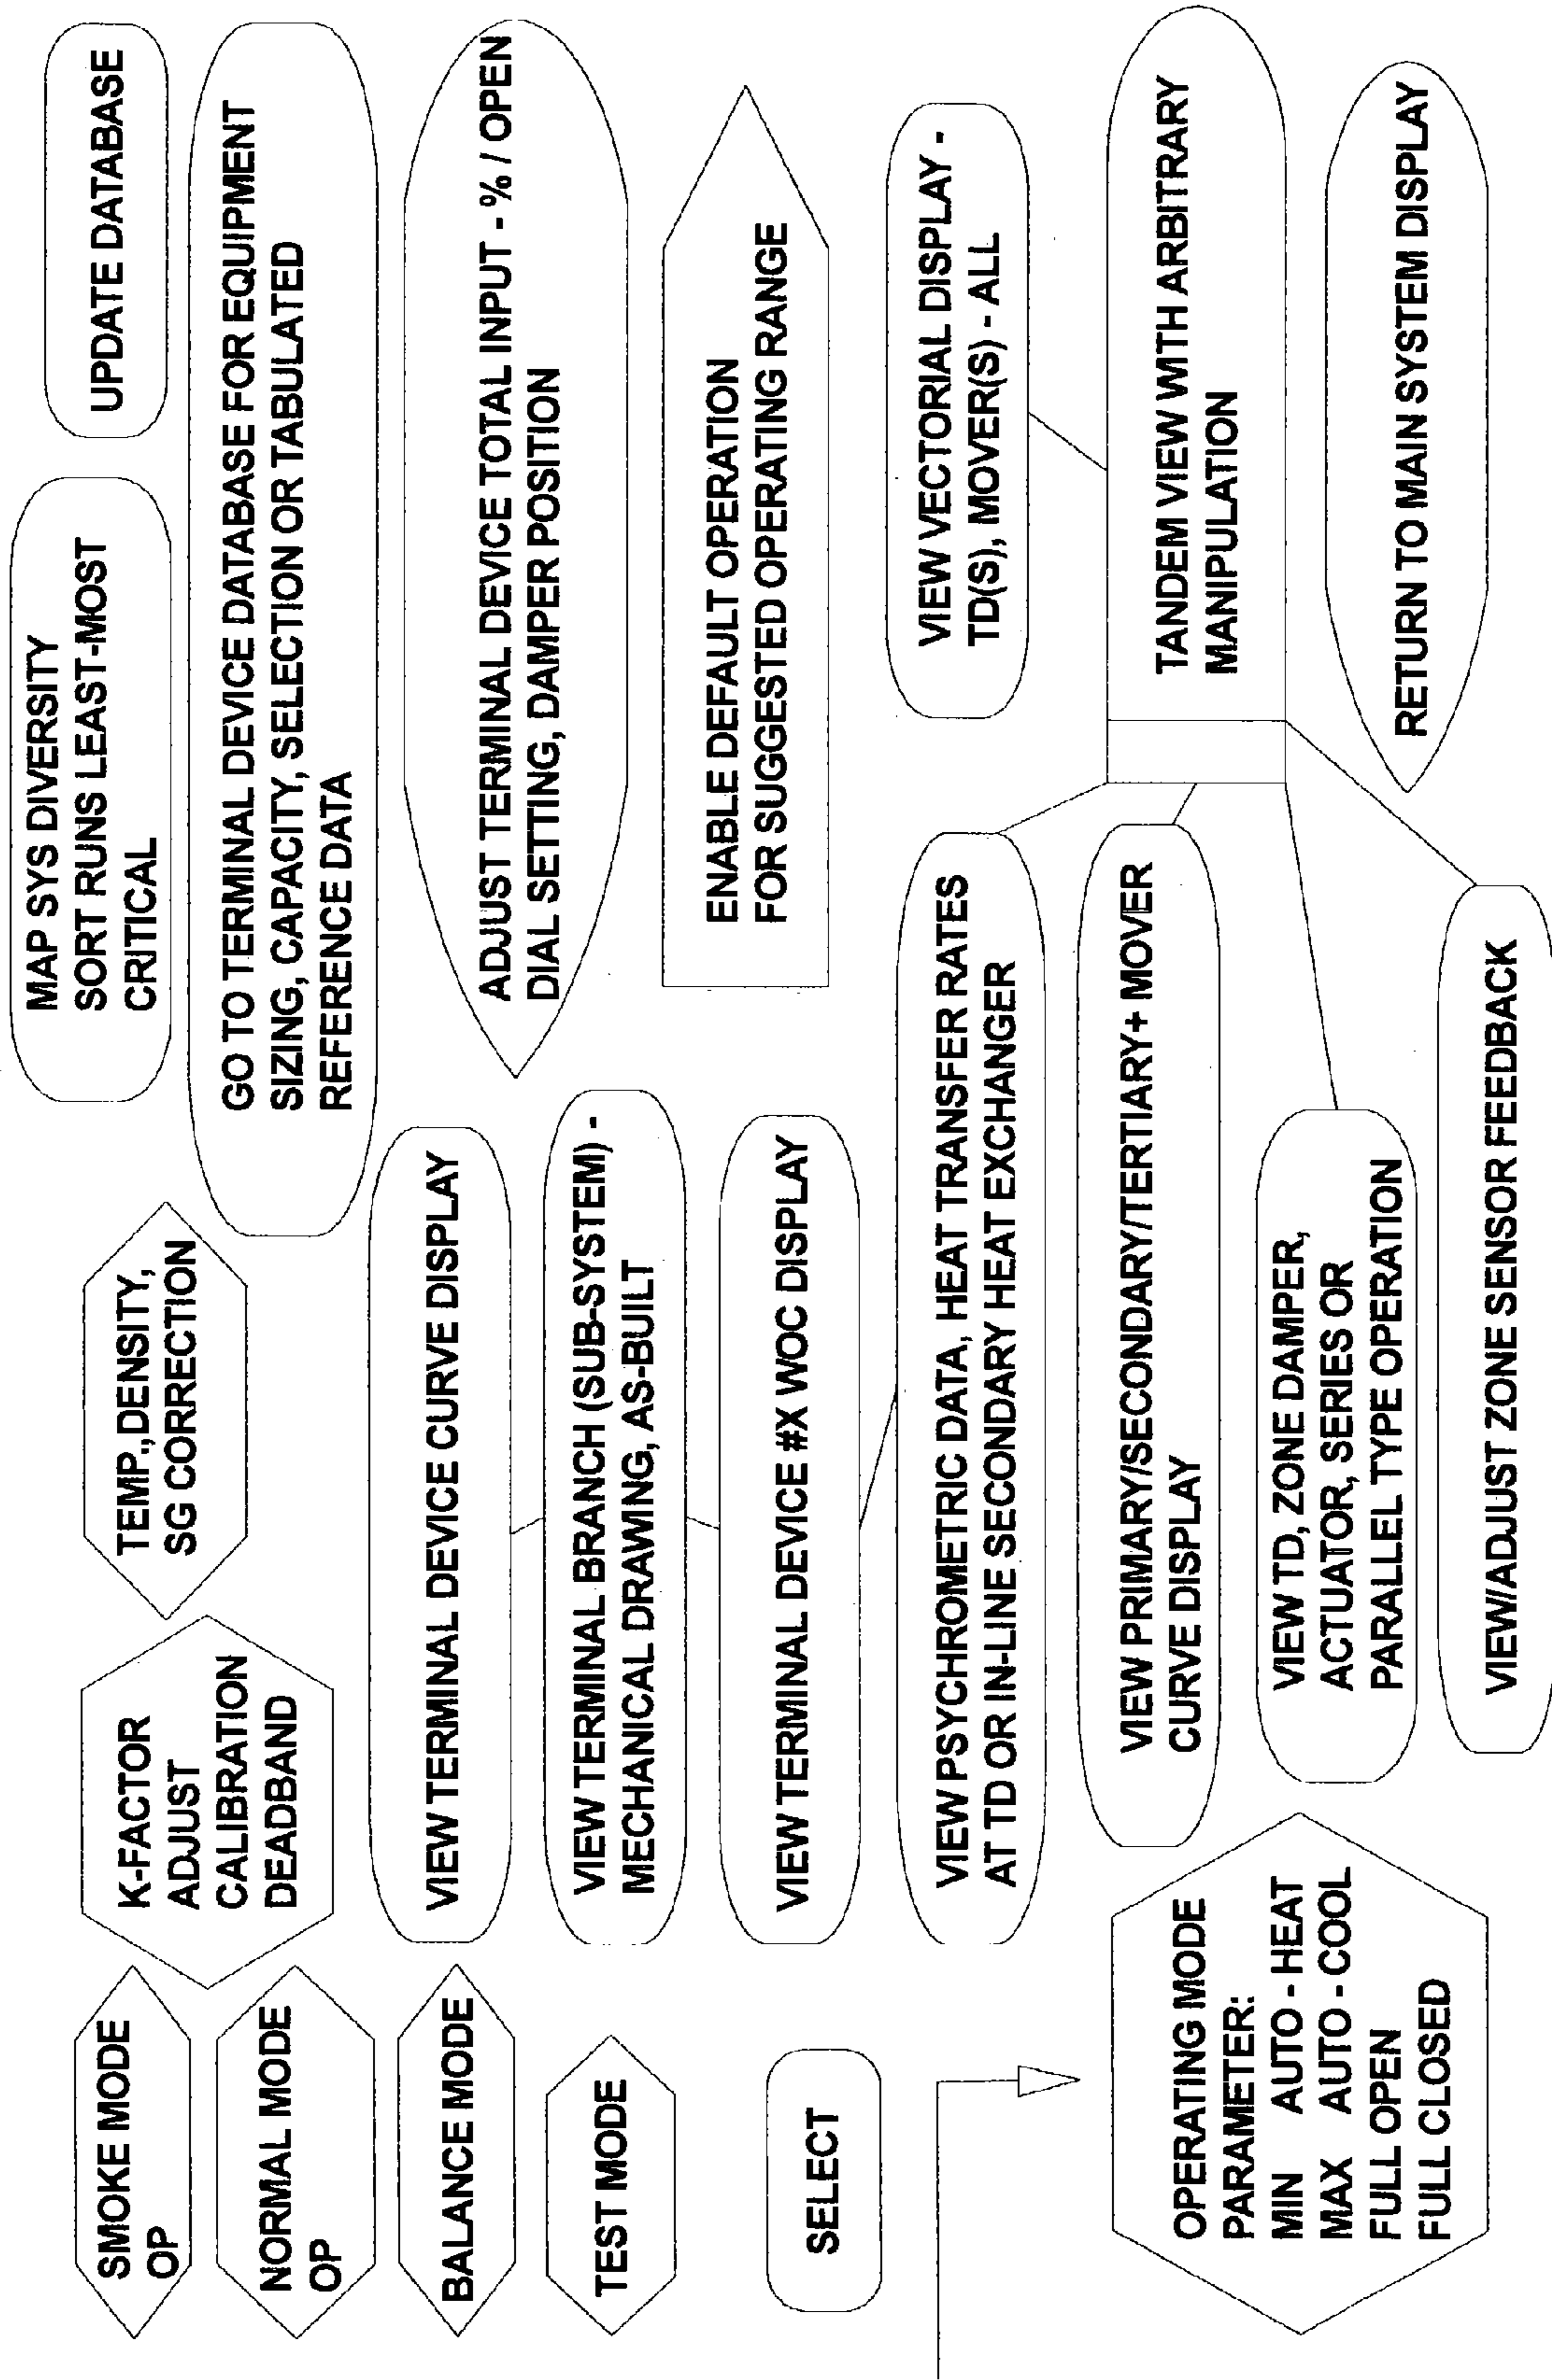 SMOKE MODE
OP
NORMAL MODE
OP
BALANCE MODE
TEST MODE
SELECT
OPERATING MODE
PARAMETER:
MIN AUTO - HEAT
MAX AUTO - COOL
FULL OPEN
FULL CLOSED
K-FACTOR
ADJUST
CALIBRATION
DEADBAND
TEMP.,DENSITY,
SG CORRECTION
VIEW TERMINAL DEVICE CURVE DISPLAY
VIEW TERMINAL BRANCH (SUB-SYSTEM) -
MECHANICAL DRAWING, AS-BUILT
VIEW TERMINAL DEVICE #X WOC DISPLAY
VIEW PSYCHROMETRIC DATA, HEAT TRANSFER RATES
AT TD OR IN-LINE SECONDARY HEAT EXCHANGER
VIEW PRIMARY/SECONDARY/TERTIARY+ MOVER
CURVE DISPLAY
VIEW TD, ZONE DAMPER,
ACTUATOR, SERIES OR
PARALLEL TYPE OPERATION
VIEW/ADJUST ZONE SENSOR FEEDBACK
MAP SYS DIVERSITY
SORT RUNS LEAST-MOST
CRITICAL
UPDATE DATABASE
GO TO TERMINAL DEVICE DATABASE FOR EQUIPMENT
SIZING, CAPACITY, SELECTION OR TABULATED
REFERENCE DATA
ADJUST TERMINAL DEVICE TOTAL INPUT - % / OPEN
DIAL SETTING, DAMPER POSITION
ENABLE DEFAULT OPERATION
FOR SUGGESTED OPERATING RANGE
VIEW VECTORIAL DISPLAY -
TD(S), MOVER(S) - ALL
TANDEM VIEW WITH ARBITRARY
MANIPULATION
RETURN TO MAIN SYSTEM DISPLAY